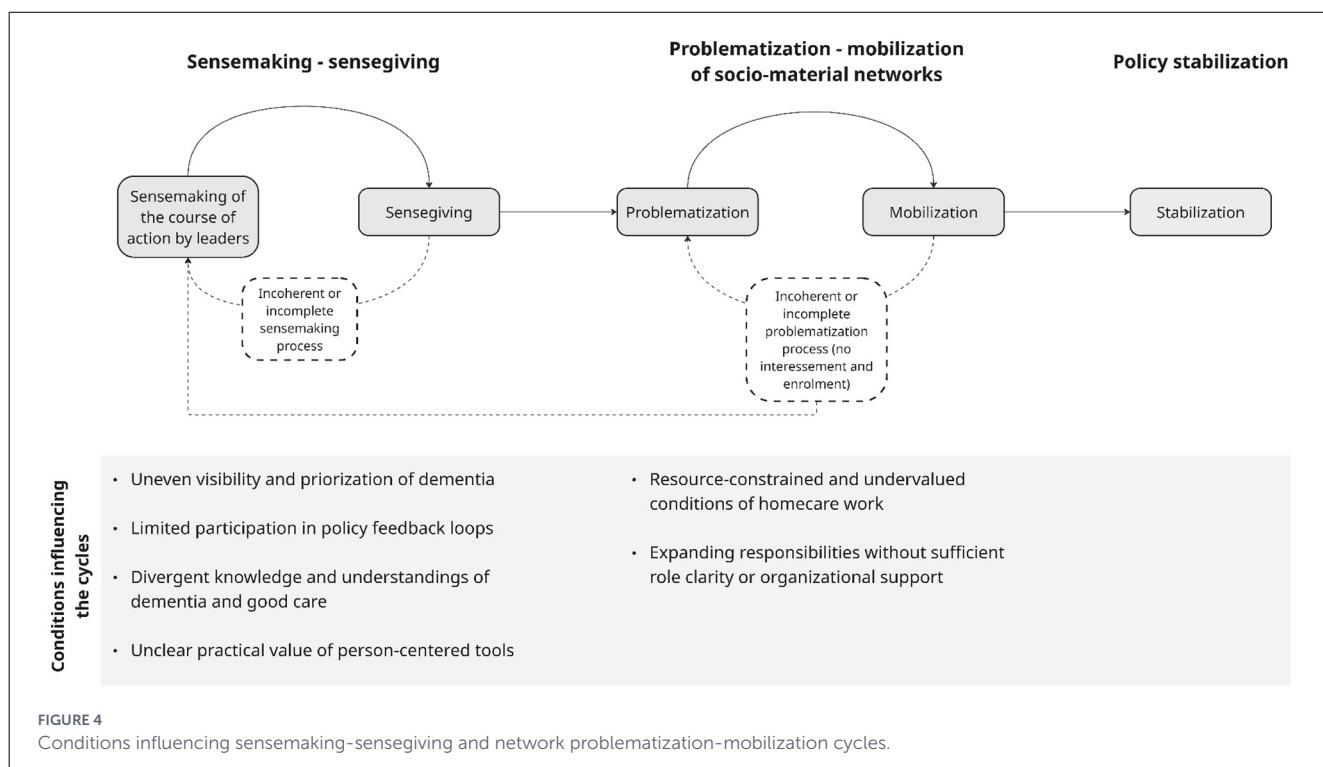 Sensemaking - sensegiving
Problematization - mobilization
of socio-material networks
Policy stabilization
Sensemaking of
the course of
action by leaders
Sensegiving
Problematization
Mobilization
Stabilization
Incoherent or
incomplete
sensemaking
process
Incoherent or
incomplete
problematization
process (no
interessement and
enrolment)
Conditions influencing
the cycles
• Uneven visibility and priorization of dementia
• Limited participation in policy feedback loops
• Divergent knowledge and understandings of
dementia and good care
• Unclear practical value of person-centered tools
• Resource-constrained and undervalued
conditions of homecare work
• Expanding responsibilities without sufficient
role clarity or organizational support
FIGURE 4
Conditions influencing sensemaking-sensegiving and network problematization-mobilization cycles.